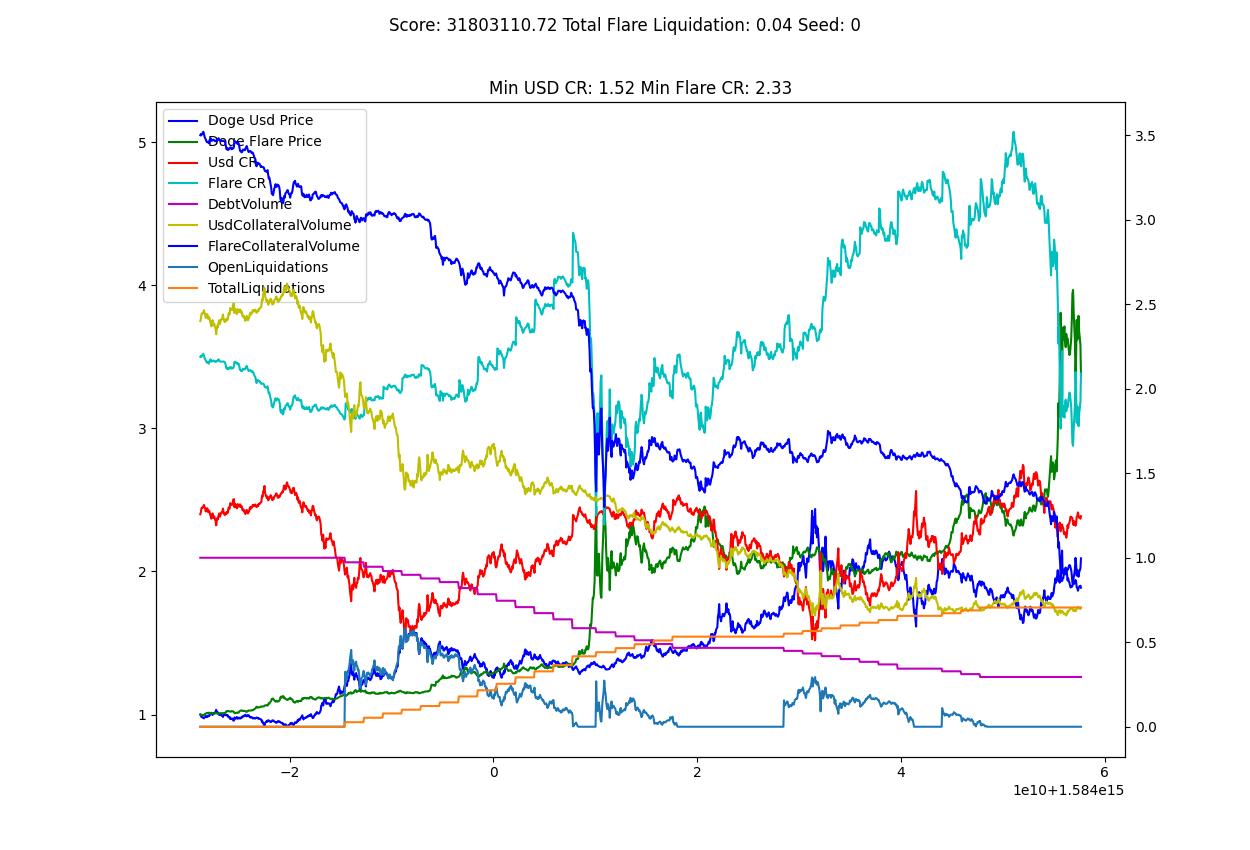 Score: 31803110.72 Total Flare Liquidation: 0.04 Seed: 0
Min USD CR: 1.52 Min Flare CR: 2.33
Doge Usd Price
Doge Flare Price
Usd CR
Flare CR
DebtVolume
UsdCollateralVolume
FlareCollateralVolume
OpenLiquidations
TotalLiquidations
5
4
3
2
1
3.5
3.0
2.5
2.0
1.5
1.0
0.5
0.0
−2 0 2 4 6
1e10+1.584e15